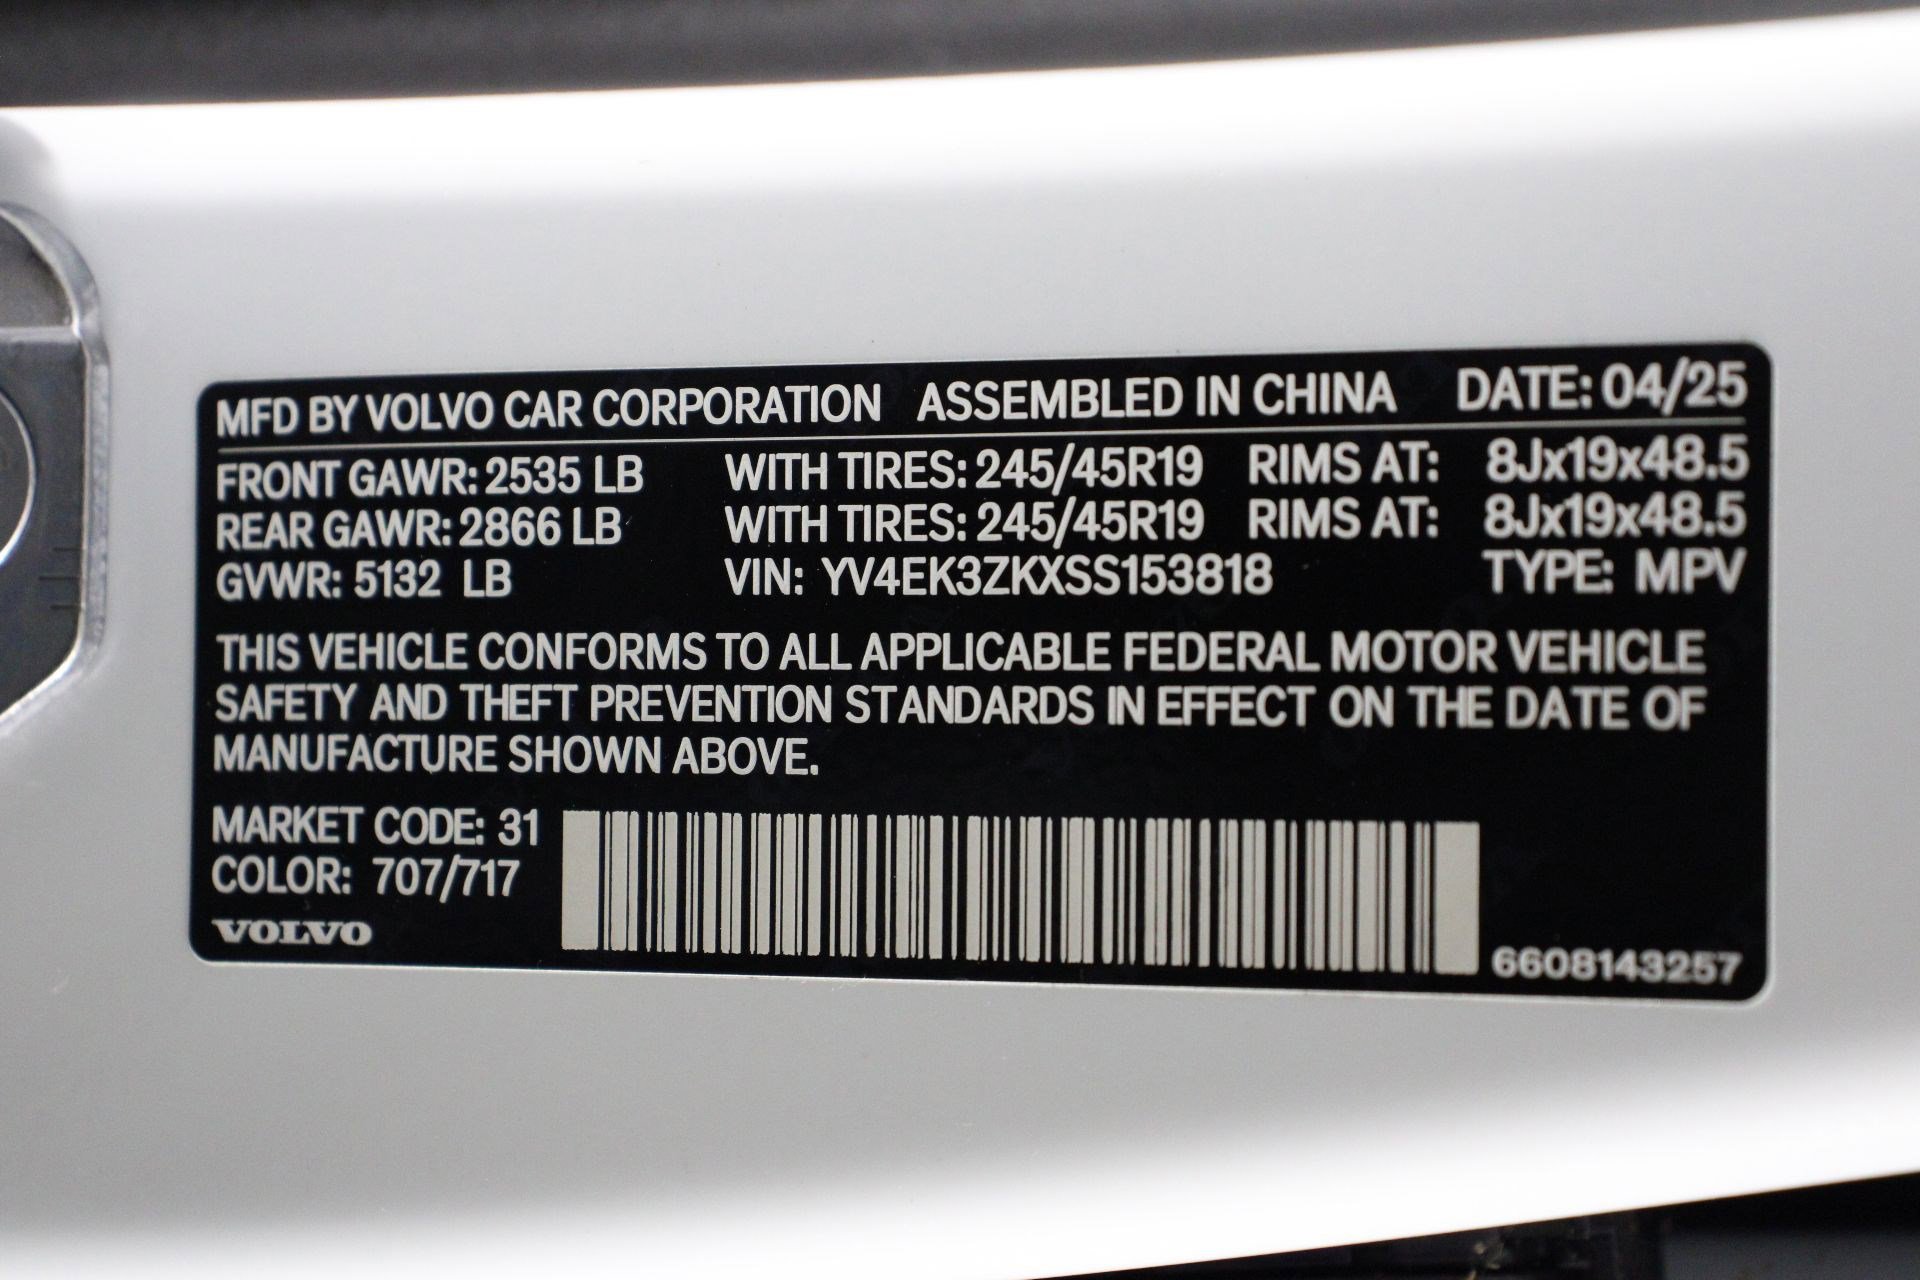 MFD BY VOLVO CAR CORPORATION ASSEMBLED IN CHINA DATE: 04/25
FRONT GAWR: 2535 LB WITH TIRES: 245/45R19 RIMS AT: 8Jx19x48.5
REAR GAWR: 2866 LB WITH TIRES: 245/45R19 RIMS AT: 8Jx19x48.5
GVWR: 5132 LB VIN: YV4EK3ZKXSS153818 TYPE: MPV
THIS VEHICLE CONFORMS TO ALL APPLICABLE FEDERAL MOTOR VEHICLE
SAFETY AND THEFT PREVENTION STANDARDS IN EFFECT ON THE DATE OF
MANUFACTURE SHOWN ABOVE.
MARKET CODE: 31
COLOR: 707/717
VOLVO
6608143257